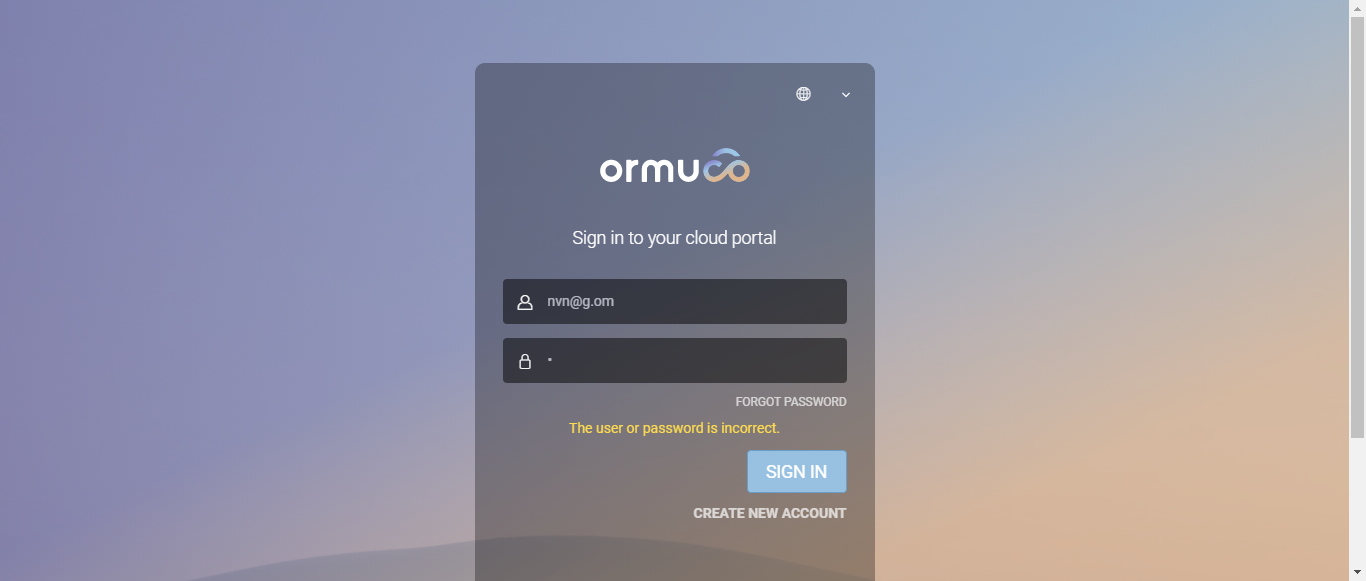 ormuco
Sign in to your cloud portal
nvn@g.om
FORGOT PASSWORD
The user or password is incorrect.
SIGN IN
CREATE NEW ACCOUNT